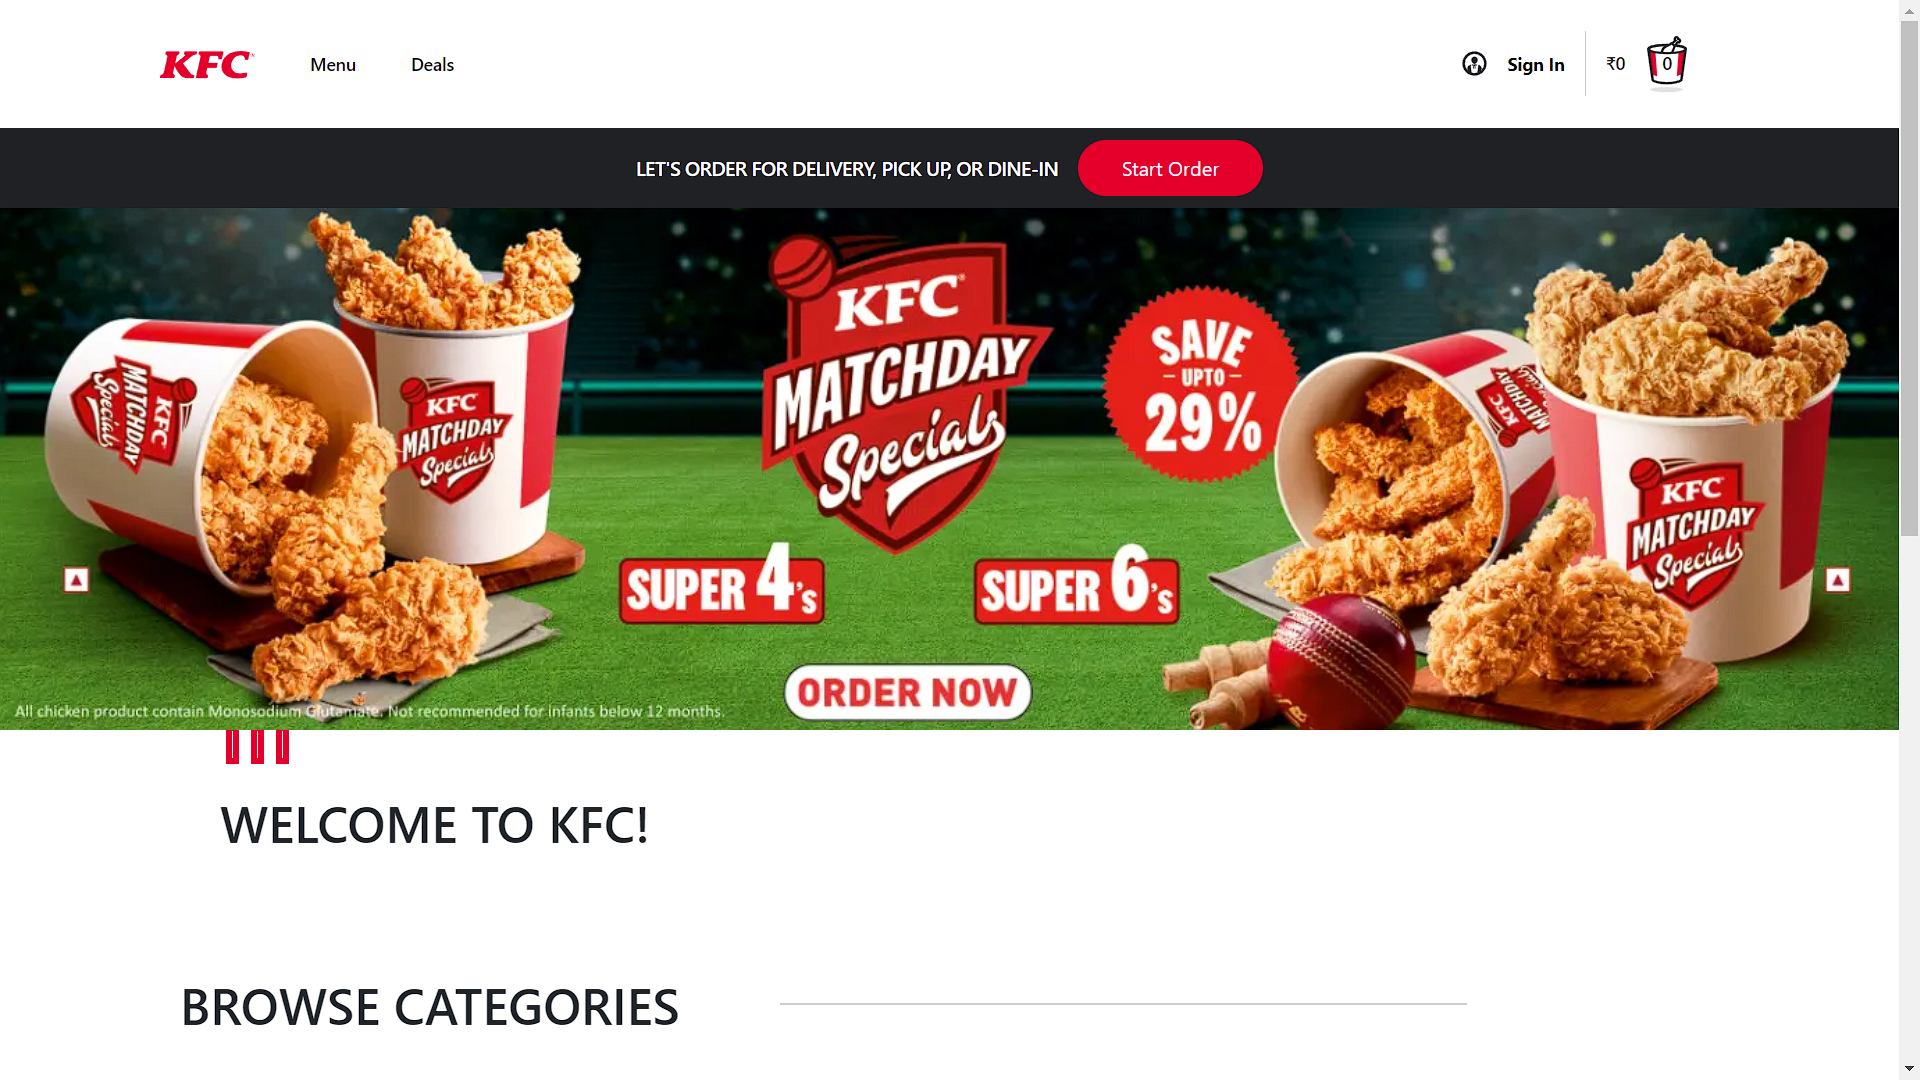 KFC
Menu
Deals
Sign In
₹0
0
LET'S ORDER FOR DELIVERY, PICK UP, OR DINE-IN
Start Order
KFC
MATCHDAY
Specials
SAVE
UPTO
29%
KFC
MATCHDAY
Specials
KFC
MATCHDAY
Specials
KFC
MATCHDAY
Specials
KFC
MATCHDAY
Specials
SUPER 4's
SUPER 6's
ORDER NOW
All chicken product contain Monosodium Glutamate. Not recommended for infants below 12 months.
WELCOME TO KFC!
BROWSE CATEGORIES